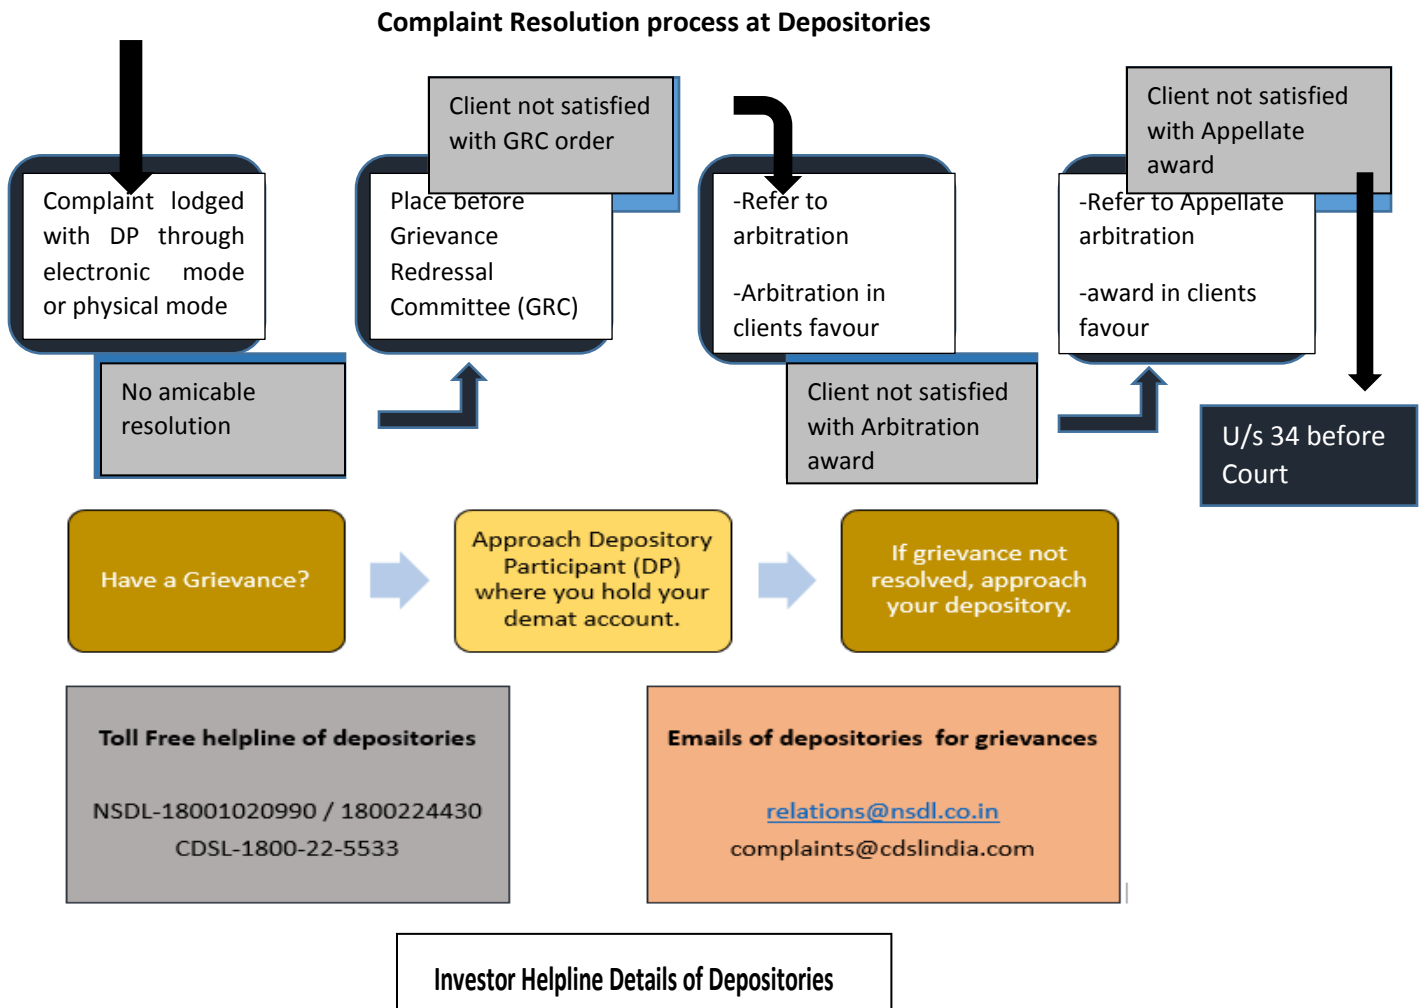 Complaint Resolution process at Depositories
Complaint lodged
with DP through
electronic mode
or physical mode
No amicable
resolution
Place before
Grievance
Redressal
Committee (GRC)
Client not satisfied
with GRC order
-Refer to
arbitration
-Arbitration in
clients favour
Client not satisfied
with Arbitration
award
-Refer to Appellate
arbitration
-award in clients
favour
Client not satisfied
with Appellate
award
U/s 34 before
Court
Have a Grievance?
Approach Depository
Participant (DP)
where you hold your
demat account.
If grievance not
resolved, approach
your depository.
Toll Free helpline of depositories
NSDL-18001020990 / 1800224430
CDSL-1800-22-5533
Emails of depositories for grievances
relations@nsdl.co.in
complaints@cdslindia.com
Investor Helpline Details of Depositories